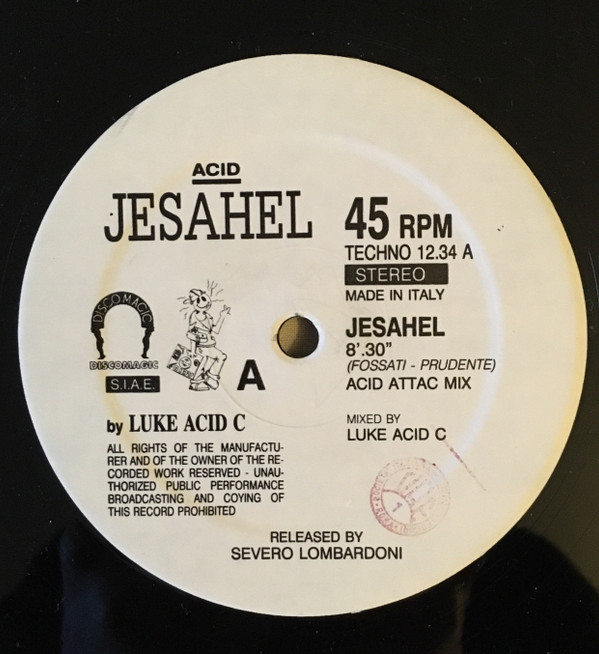 ACID
JESAHEL
45 RPM
TECHNO 12.34 A
STEREO
MADE IN ITALY
DISCOMAGIC
DISCOMAGIC
S.I.A.E.
A
JESAHEL
8'.30"
(FOSSATI - PRUDENTE)
ACID ATTAC MIX
by LUKE ACID C
MIXED BY
LUKE ACID C
ALL RIGHTS OF THE MANUFACTU-
RER AND OF THE OWNER OF THE RE-
CORDED WORK RESERVED - UNAU-
THORIZED PUBLIC PERFORMANCE
BROADCASTING AND COYING OF
THIS RECORD PROHIBITED
1
RELEASED BY
SEVERO LOMBARDONI